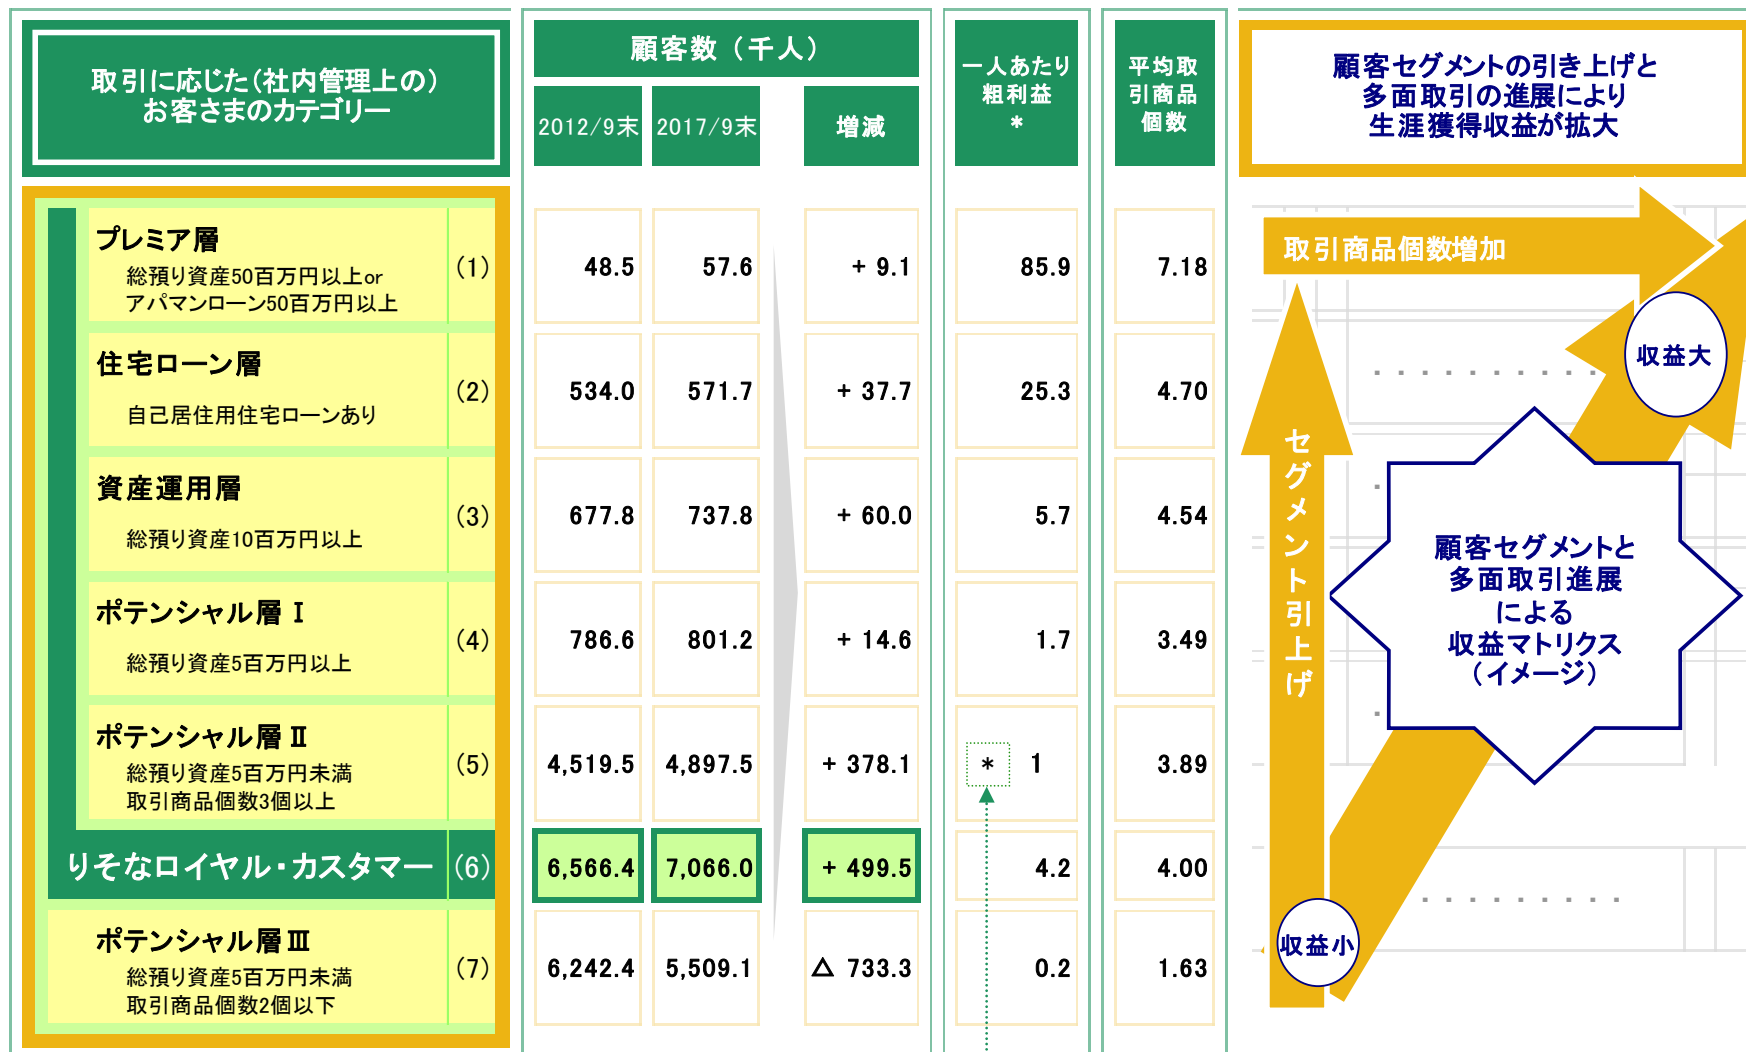 取引に応じた(社内管理上の)
お客さまのカテゴリー
顧客数（千人）
2012/9末
2017/9末
増減
一人あたり
粗利益
*
平均取
引商品
個数
顧客セグメントの引き上げと
多面取引の進展により
生涯獲得収益が拡大
プレミア層
総預り資産50百万円以上or
アパマンローン50百万円以上
(1)
48.5
57.6
+ 9.1
85.9
7.18
住宅ローン層
自己居住用住宅ローンあり
(2)
534.0
571.7
+ 37.7
25.3
4.70
資産運用層
総預り資産10百万円以上
(3)
677.8
737.8
+ 60.0
5.7
4.54
ポテンシャル層Ⅰ
総預り資産5百万円以上
(4)
786.6
801.2
+ 14.6
1.7
3.49
ポテンシャル層Ⅱ
総預り資産5百万円未満
取引商品個数3個以上
(5)
4,519.5
4,897.5
+ 378.1
* 1
3.89
りそなロイヤル・カスタマー
(6)
6,566.4
7,066.0
+ 499.5
4.2
4.00
ポテンシャル層Ⅲ
総預り資産5百万円未満
取引商品個数2個以下
(7)
6,242.4
5,509.1
△ 733.3
0.2
1.63
取引商品個数増加
セグメント引上げ
収益大
顧客セグメントと
多面取引進展
による
収益マトリクス
(イメージ)
収益小